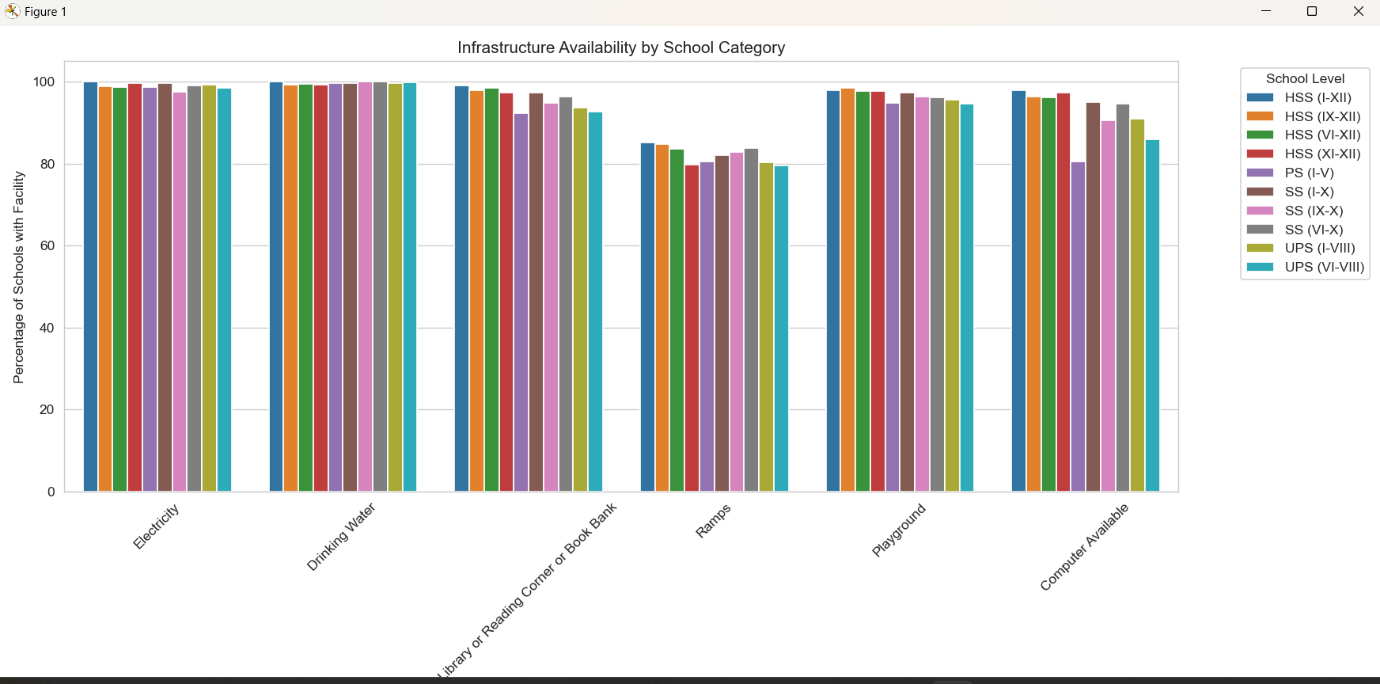 Figure 1
Infrastructure Availability by School Category
Percentage of Schools with Facility
100
80
60
40
20
0
Electricity
Drinking Water
Library or Reading Corner or Book Bank
Ramps
Playground
Computer Available
School Level
HSS (I-XII)
HSS (IX-XII)
HSS (VI-XII)
HSS (XI-XII)
PS (I-V)
SS (I-X)
SS (IX-X)
SS (VI-X)
UPS (I-VIII)
UPS (VI-VIII)